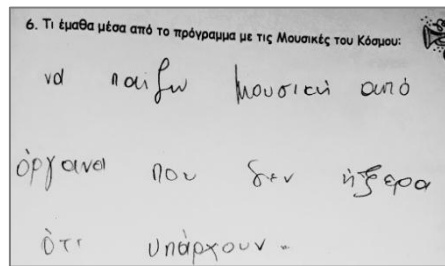 6. Τι έμαθα μέσα από το πρόγραμμα με τις Μουσικές του Κόσμου:
να παίζω μουσική από
όργανα που δεν ήξερα
ότι υπάρχουν..